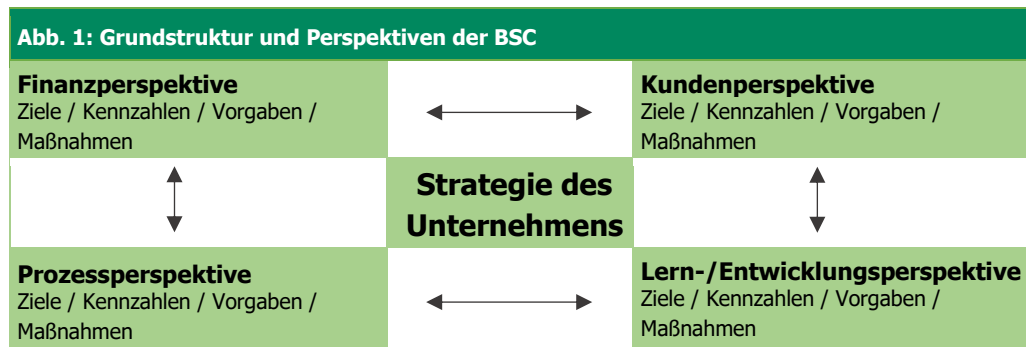 Abb. 1: Grundstruktur und Perspektiven der BSC
Finanzperspektive
Ziele / Kennzahlen / Vorgaben /
Maßnahmen
Kundenperspektive
Ziele / Kennzahlen / Vorgaben /
Maßnahmen
Strategie des
Unternehmens
Prozessperspektive
Ziele / Kennzahlen / Vorgaben /
Maßnahmen
Lern-/Entwicklungsperspektive
Ziele / Kennzahlen / Vorgaben /
Maßnahmen